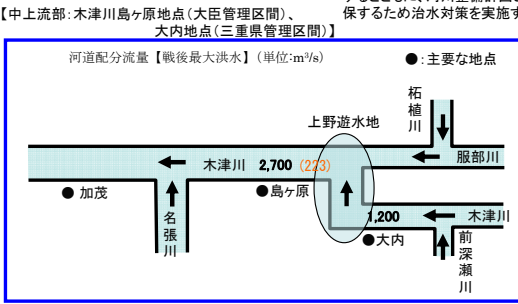 【中上流部：木津川島ヶ原地点（大臣管理区間）、
大内地点（三重県管理区間）】
保するため治水対策を実施す
河道配分流量【戦後最大洪水】（単位:m³/s）
●：主要な地点
柘植川
上野遊水地
木津川 2,700 (223)
服部川
●加茂
名張川
●島ヶ原
1,200
木津川
●大内
前深瀬川